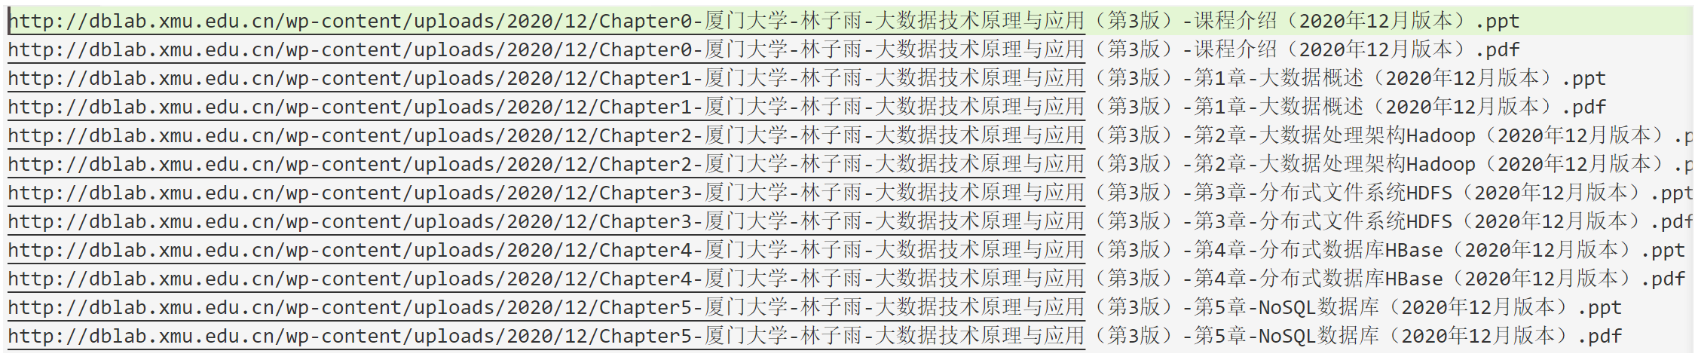 http://dblab.xmu.edu.cn/wp-content/uploads/2020/12/Chapter0-厦门大学-林子雨-大数据技术原理与应用（第3版）-课程介绍（2020年12月版本）.ppt
http://dblab.xmu.edu.cn/wp-content/uploads/2020/12/Chapter0-厦门大学-林子雨-大数据技术原理与应用（第3版）-课程介绍（2020年12月版本）.pdf
http://dblab.xmu.edu.cn/wp-content/uploads/2020/12/Chapter1-厦门大学-林子雨-大数据技术原理与应用（第3版）-第1章-大数据概述（2020年12月版本）.ppt
http://dblab.xmu.edu.cn/wp-content/uploads/2020/12/Chapter1-厦门大学-林子雨-大数据技术原理与应用（第3版）-第1章-大数据概述（2020年12月版本）.pdf
http://dblab.xmu.edu.cn/wp-content/uploads/2020/12/Chapter2-厦门大学-林子雨-大数据技术原理与应用（第3版）-第2章-大数据处理架构Hadoop（2020年12月版本）.p
http://dblab.xmu.edu.cn/wp-content/uploads/2020/12/Chapter2-厦门大学-林子雨-大数据技术原理与应用（第3版）-第2章-大数据处理架构Hadoop（2020年12月版本）.p
http://dblab.xmu.edu.cn/wp-content/uploads/2020/12/Chapter3-厦门大学-林子雨-大数据技术原理与应用（第3版）-第3章-分布式文件系统HDFS（2020年12月版本）.ppt
http://dblab.xmu.edu.cn/wp-content/uploads/2020/12/Chapter3-厦门大学-林子雨-大数据技术原理与应用（第3版）-第3章-分布式文件系统HDFS（2020年12月版本）.pdf
http://dblab.xmu.edu.cn/wp-content/uploads/2020/12/Chapter4-厦门大学-林子雨-大数据技术原理与应用（第3版）-第4章-分布式数据库HBase（2020年12月版本）.ppt
http://dblab.xmu.edu.cn/wp-content/uploads/2020/12/Chapter4-厦门大学-林子雨-大数据技术原理与应用（第3版）-第4章-分布式数据库HBase（2020年12月版本）.pdf
http://dblab.xmu.edu.cn/wp-content/uploads/2020/12/Chapter5-厦门大学-林子雨-大数据技术原理与应用（第3版）-第5章-NoSQL数据库（2020年12月版本）.ppt
http://dblab.xmu.edu.cn/wp-content/uploads/2020/12/Chapter5-厦门大学-林子雨-大数据技术原理与应用（第3版）-第5章-NoSQL数据库（2020年12月版本）.pdf